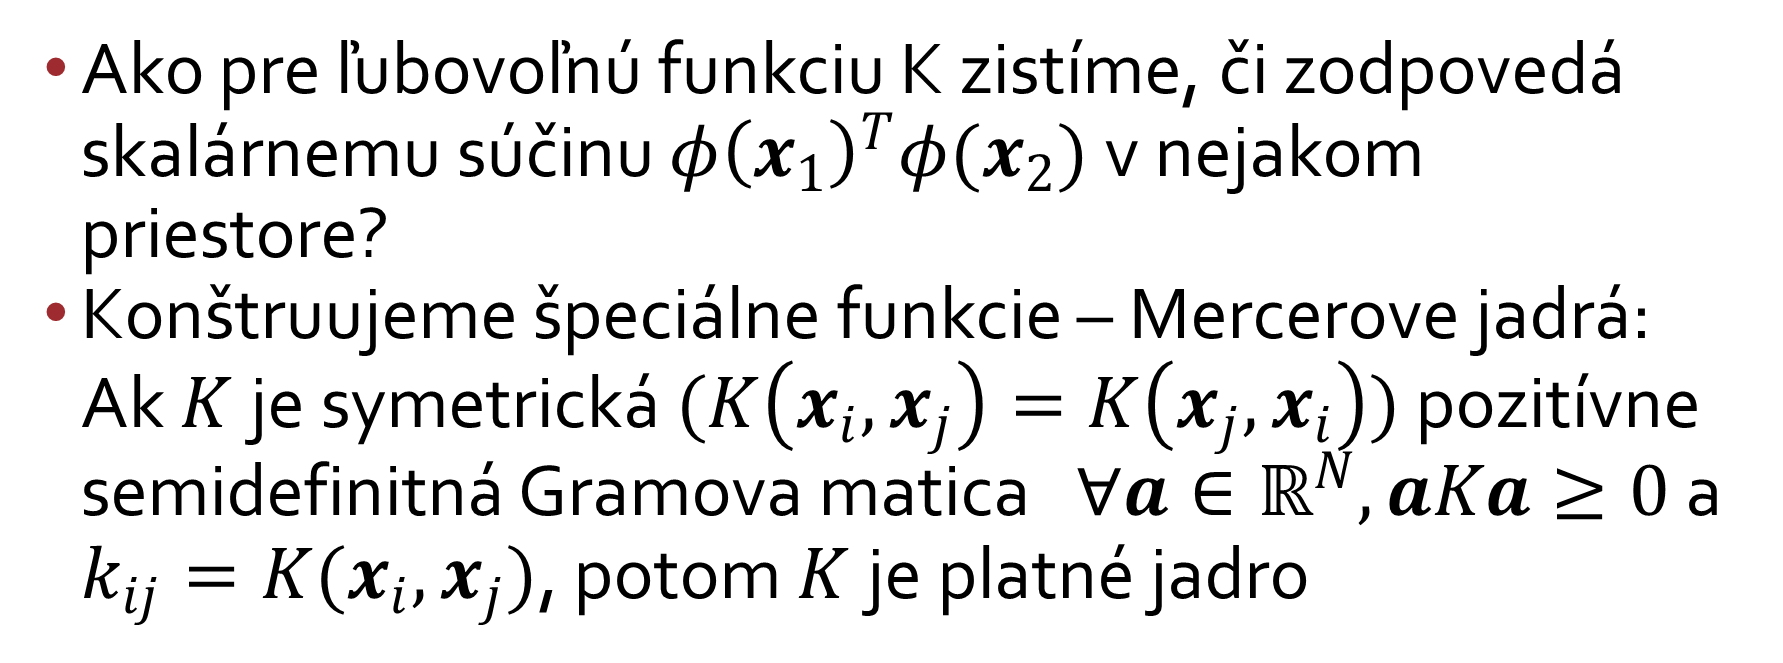 • Ako pre ľubovoľnú funkciu K zistíme, či zodpovedá
skalárnemu súčinu 𝜙(𝒙₁)ᵀ𝜙(𝒙₂) v nejakom
priestore?
• Konštruujeme špeciálne funkcie – Mercerove jadrá:
Ak 𝐾 je symetrická (𝐾(𝒙ᵢ, 𝒙ⱼ) = 𝐾(𝒙ⱼ, 𝒙ᵢ)) pozitívne
semidefinitná Gramova matica ∀𝒂 ∈ ℝᴺ, 𝒂𝐾𝒂 ≥ 0 a
𝑘ᵢⱼ = 𝐾(𝒙ᵢ, 𝒙ⱼ), potom 𝐾 je platné jadro